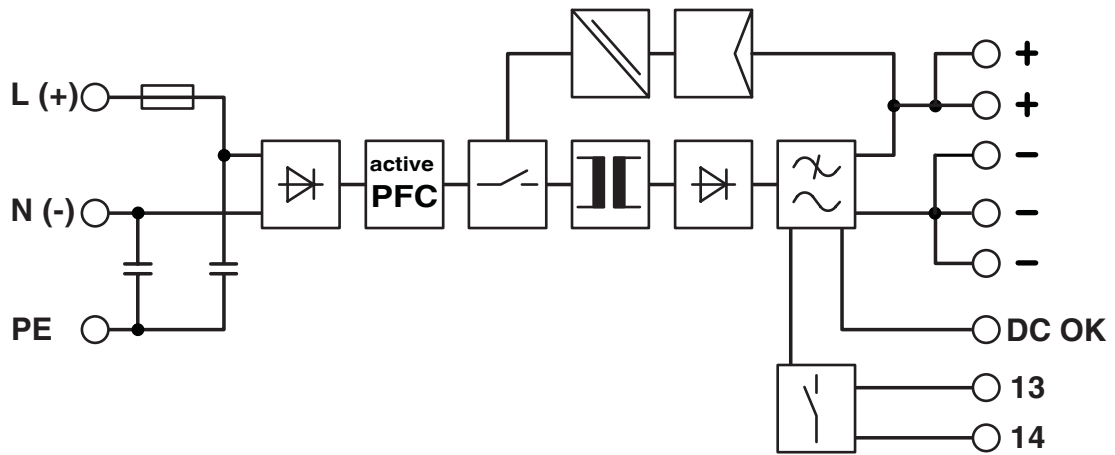 L (+)
N (-)
PE
active
PFC
+
+
–
–
–
DC OK
13
14